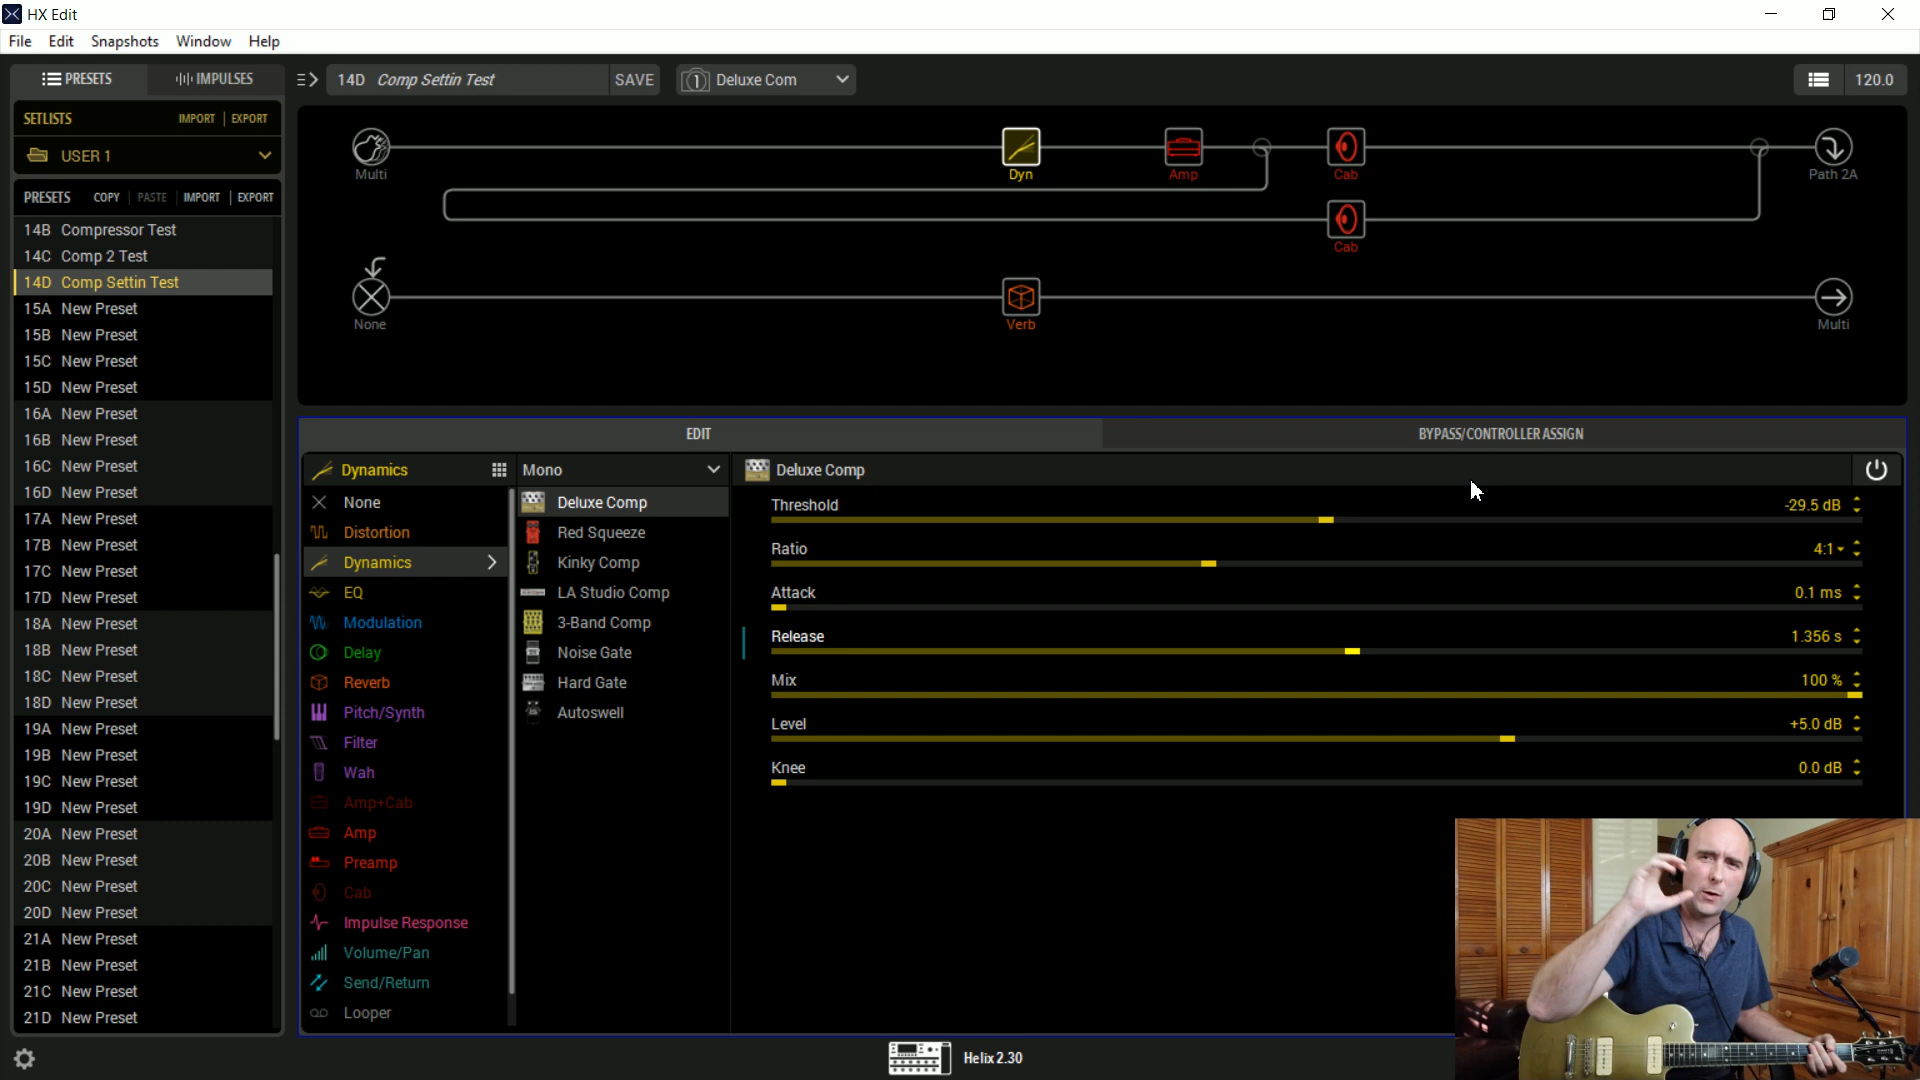 HX Edit
File Edit Snapshots Window Help
PRESETS IMPULSES
14D Comp Settin Test SAVE 1 Deluxe Com 120.0
SETLISTS IMPORT EXPORT
USER 1
PRESETS COPY PASTE IMPORT EXPORT
14B Compressor Test
14C Comp 2 Test
14D Comp Settin Test
15A New Preset
15B New Preset
15C New Preset
15D New Preset
16A New Preset
16B New Preset
16C New Preset
16D New Preset
17A New Preset
17B New Preset
17C New Preset
17D New Preset
18A New Preset
18B New Preset
18C New Preset
18D New Preset
19A New Preset
19B New Preset
19C New Preset
19D New Preset
20A New Preset
20B New Preset
20C New Preset
20D New Preset
21A New Preset
21B New Preset
21C New Preset
21D New Preset
Multi Dyn Amp Cab Path 2A
Cab
None Verb Multi
EDIT BYPASS/CONTROLLER ASSIGN
Dynamics
None
Distortion
Dynamics
EQ
Modulation
Delay
Reverb
Pitch/Synth
Filter
Wah
Amp+Cab
Amp
Preamp
Cab
Impulse Response
Volume/Pan
Send/Return
Looper
Mono
Deluxe Comp
Red Squeeze
Kinky Comp
LA Studio Comp
3-Band Comp
Noise Gate
Hard Gate
Autoswell
Deluxe Comp
Threshold -29.5 dB
Ratio 4:1
Attack 0.1 ms
Release 1.356 s
Mix 100 %
Level +5.0 dB
Knee 0.0 dB
Helix 2.30